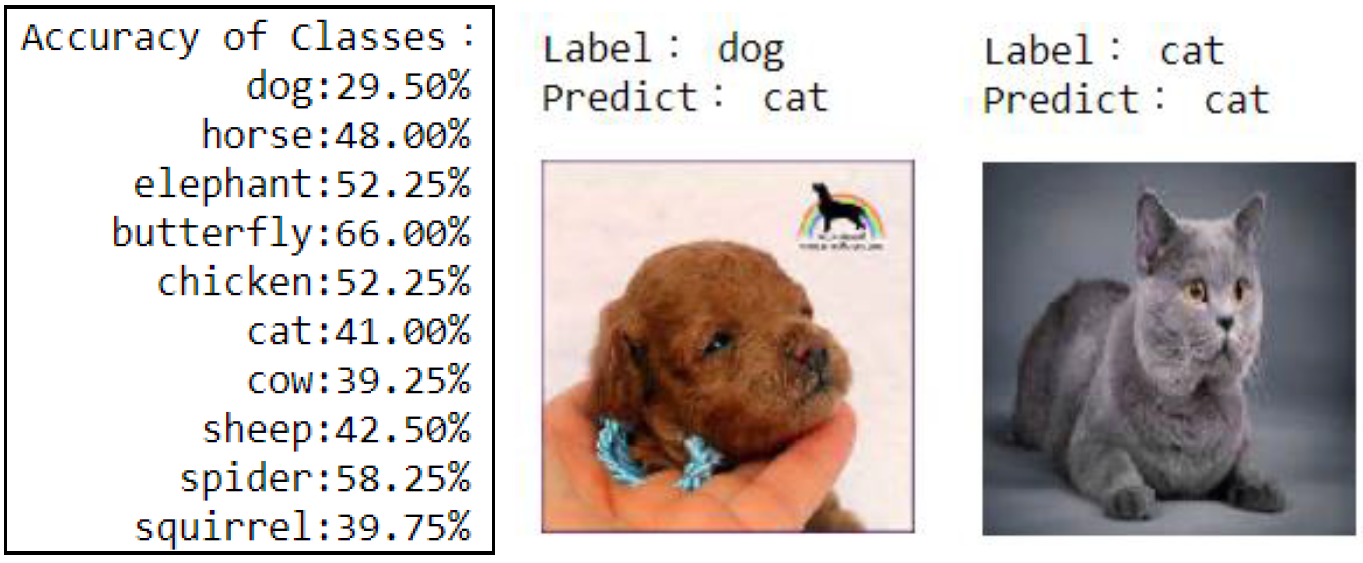 Accuracy of Classes：
dog:29.50%
horse:48.00%
elephant:52.25%
butterfly:66.00%
chicken:52.25%
cat:41.00%
cow:39.25%
sheep:42.50%
spider:58.25%
squirrel:39.75%
Label： dog
Predict： cat
Label： cat
Predict： cat